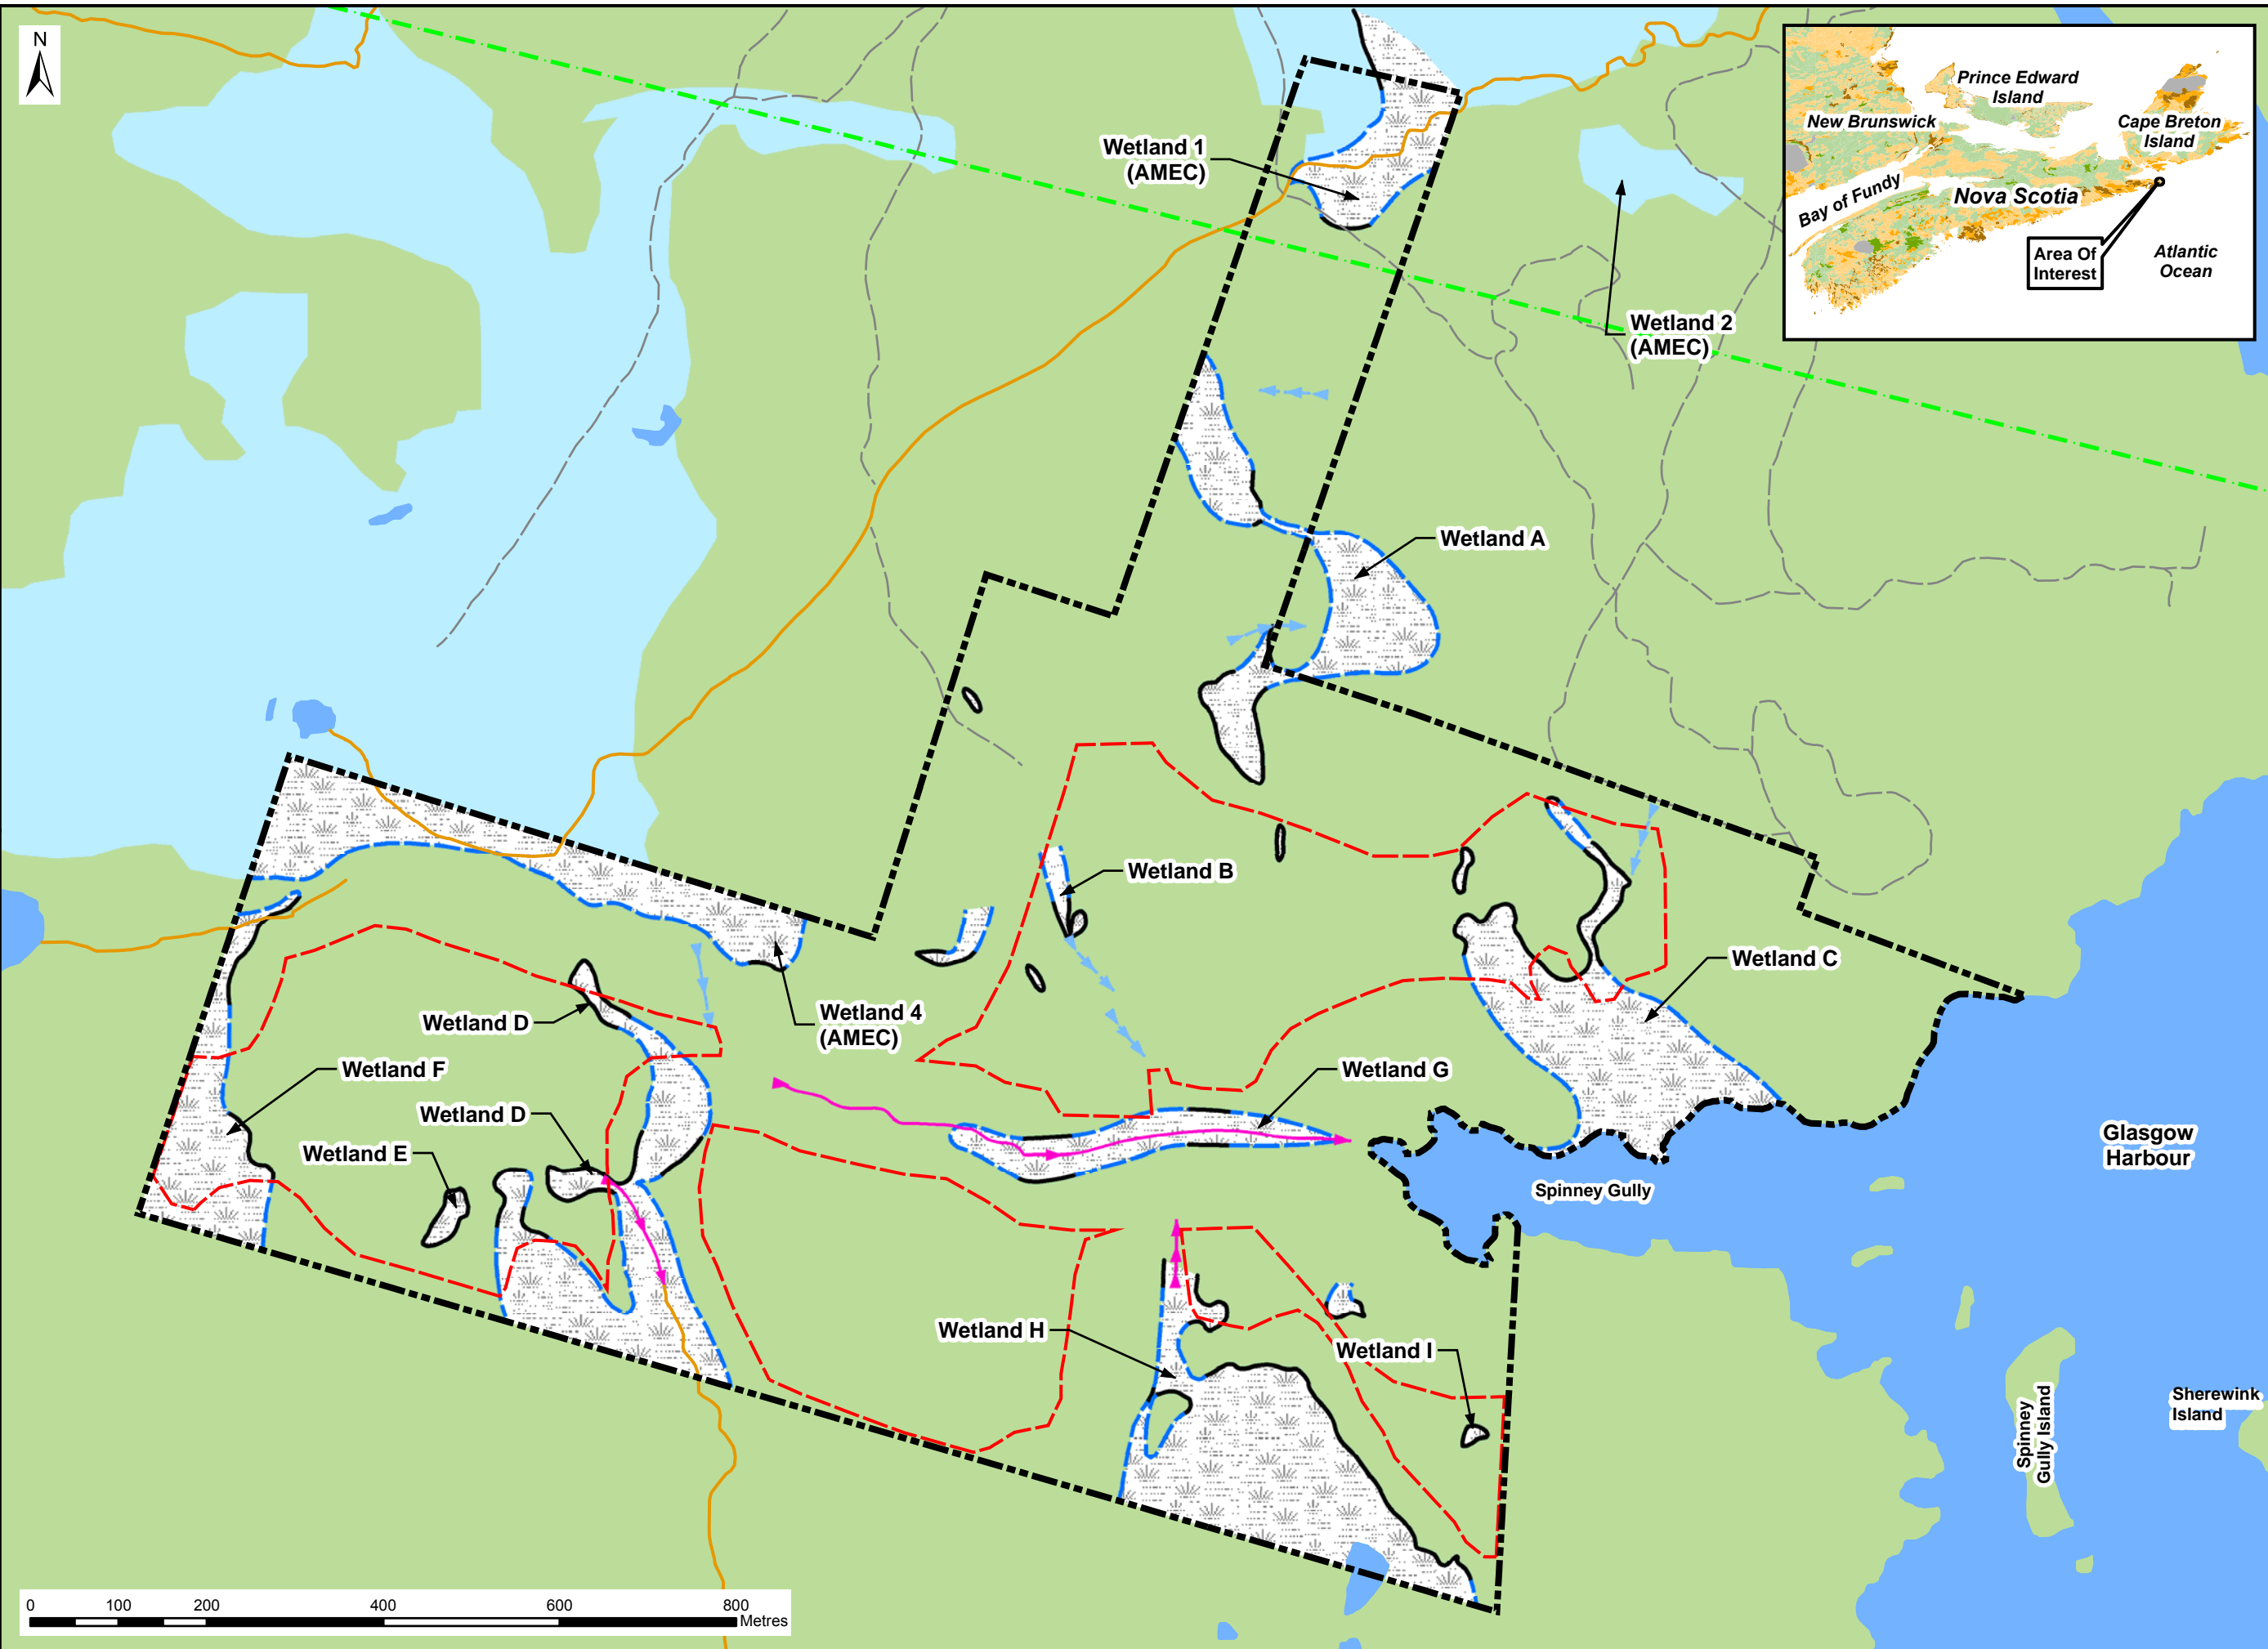 N
Prince Edward
Island
New Brunswick
Cape Breton
Island
Bay of Fundy
Nova Scotia
Area Of
Interest
Atlantic
Ocean
Wetland 1
(AMEC)
Wetland 2
(AMEC)
Wetland A
Wetland B
Wetland C
Wetland D
Wetland 4
(AMEC)
Wetland F
Wetland G
Wetland D
Wetland E
Glasgow
Harbour
Spinney Gully
Wetland H
Wetland I
Spinney
Gully Island
Sherewink
Island
0 100 200 400 600 800
Metres